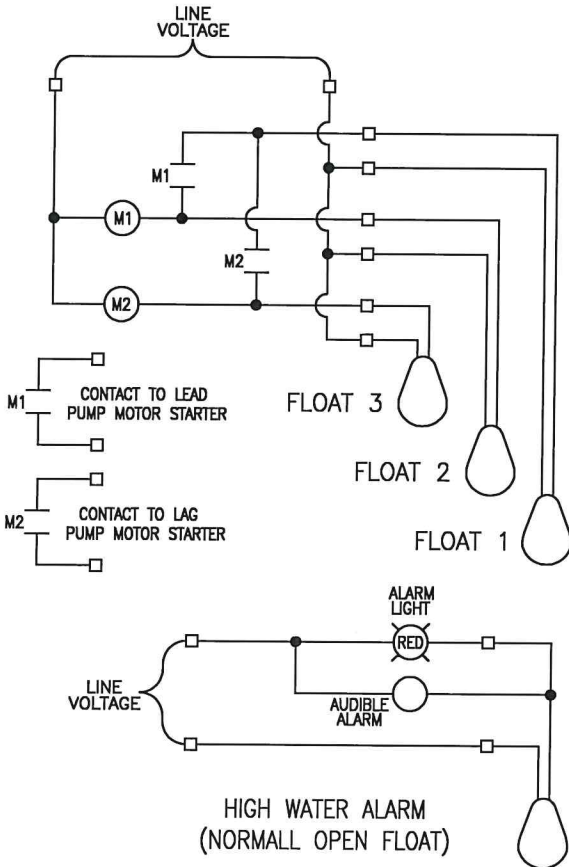 LINE
VOLTAGE
M1
M1
M2
M2
M1
CONTACT TO LEAD
PUMP MOTOR STARTER
M2
CONTACT TO LAG
PUMP MOTOR STARTER
FLOAT 3
FLOAT 2
FLOAT 1
ALARM
LIGHT
RED
LINE
VOLTAGE
AUDIBLE
ALARM
HIGH WATER ALARM
(NORMALL OPEN FLOAT)